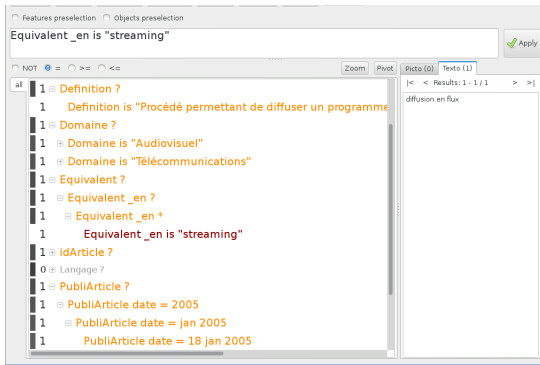 Features preselection Objects preselection
Equivalent _en is "streaming"
Apply
NOT = >= <= Zoom Pivot Picto (0) Texto (1)
all
|< < Results: 1 - 1 / 1 > >|
diffusion en flux
1 Definition ?
1 Definition is "Procédé permettant de diffuser un programme
1 Domaine ?
1 Domaine is "Audiovisuel"
1 Domaine is "Télécommunications"
1 Equivalent ?
1 Equivalent _en ?
1 Equivalent _en *
1 Equivalent _en is "streaming"
1 idArticle ?
0 Langage ?
1 PubliArticle ?
1 PubliArticle date = 2005
1 PubliArticle date = jan 2005
1 PubliArticle date = 18 jan 2005